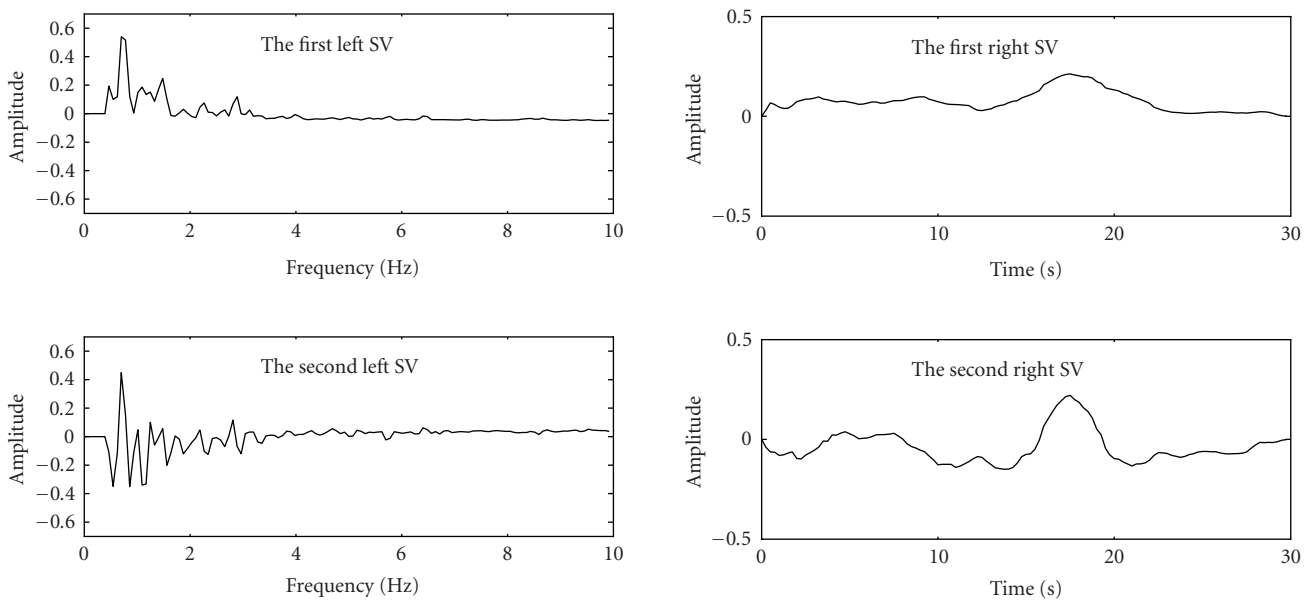 The first left SV
Amplitude
0.6
0.4
0.2
0
−0.2
−0.4
−0.6
0 2 4 6 8 10
Frequency (Hz)
The first right SV
Amplitude
0.5
0
−0.5
0 10 20 30
Time (s)
The second left SV
Amplitude
0.6
0.4
0.2
0
−0.2
−0.4
−0.6
0 2 4 6 8 10
Frequency (Hz)
The second right SV
Amplitude
0.5
0
−0.5
0 10 20 30
Time (s)